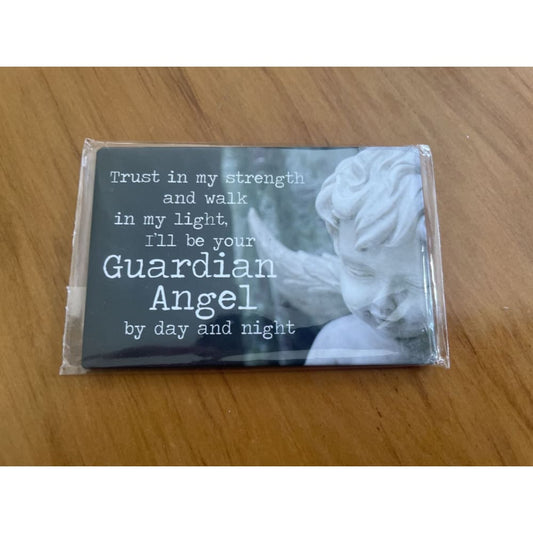 Trust in my strength
and walk
in my light,
I'll be your
Guardian
Angel
by day and night